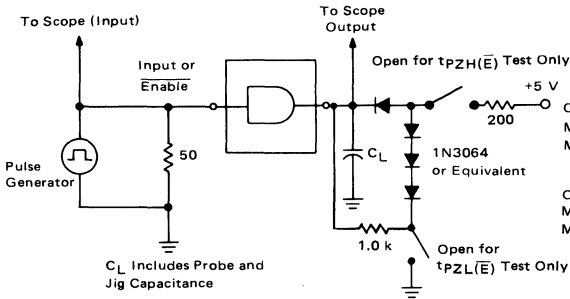 To Scope (Input)
To Scope
Output
Input or
Enable
Open for tPZH(E̅) Test Only
+5 V
200
50
Pulse
Generator
CL
1N3064
or Equivalent
1.0 k
Open for
tPZL(E̅) Test Only
CL Includes Probe and
Jig Capacitance
C
M
M
C
M
M